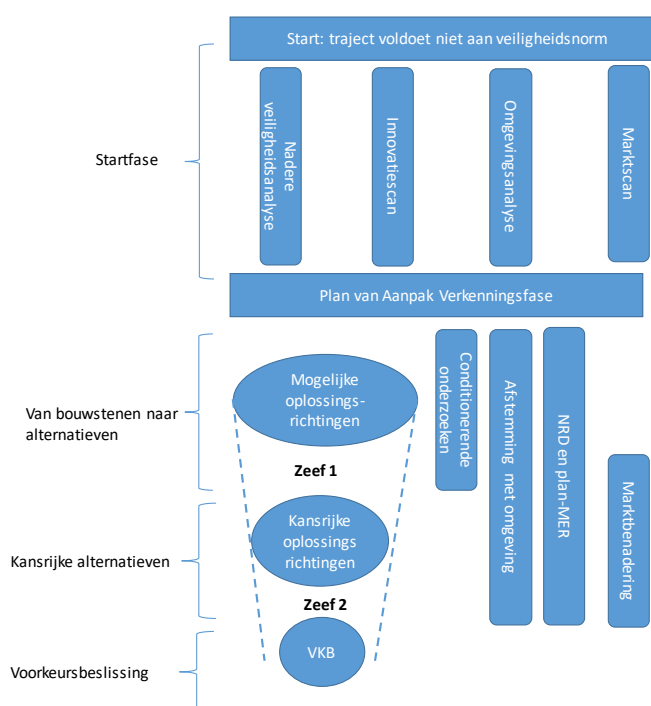 Start: traject voldoet niet aan veiligheidsnorm
Startfase
Nadere
veiligheidsanalyse
Innovatiescan
Omgevingsanalyse
Marktscan
Plan van Aanpak Verkenningsfase
Van bouwstenen naar
alternatieven
Mogelijke
oplossings-
richtingen
Conditionerende
onderzoeken
Afstemming met omgeving
NRD en plan-MER
Marktbenadering
Zeef 1
Kansrijke alternatieven
Kansrijke
oplossings
richtingen
Zeef 2
Voorkeursbeslissing
VKB